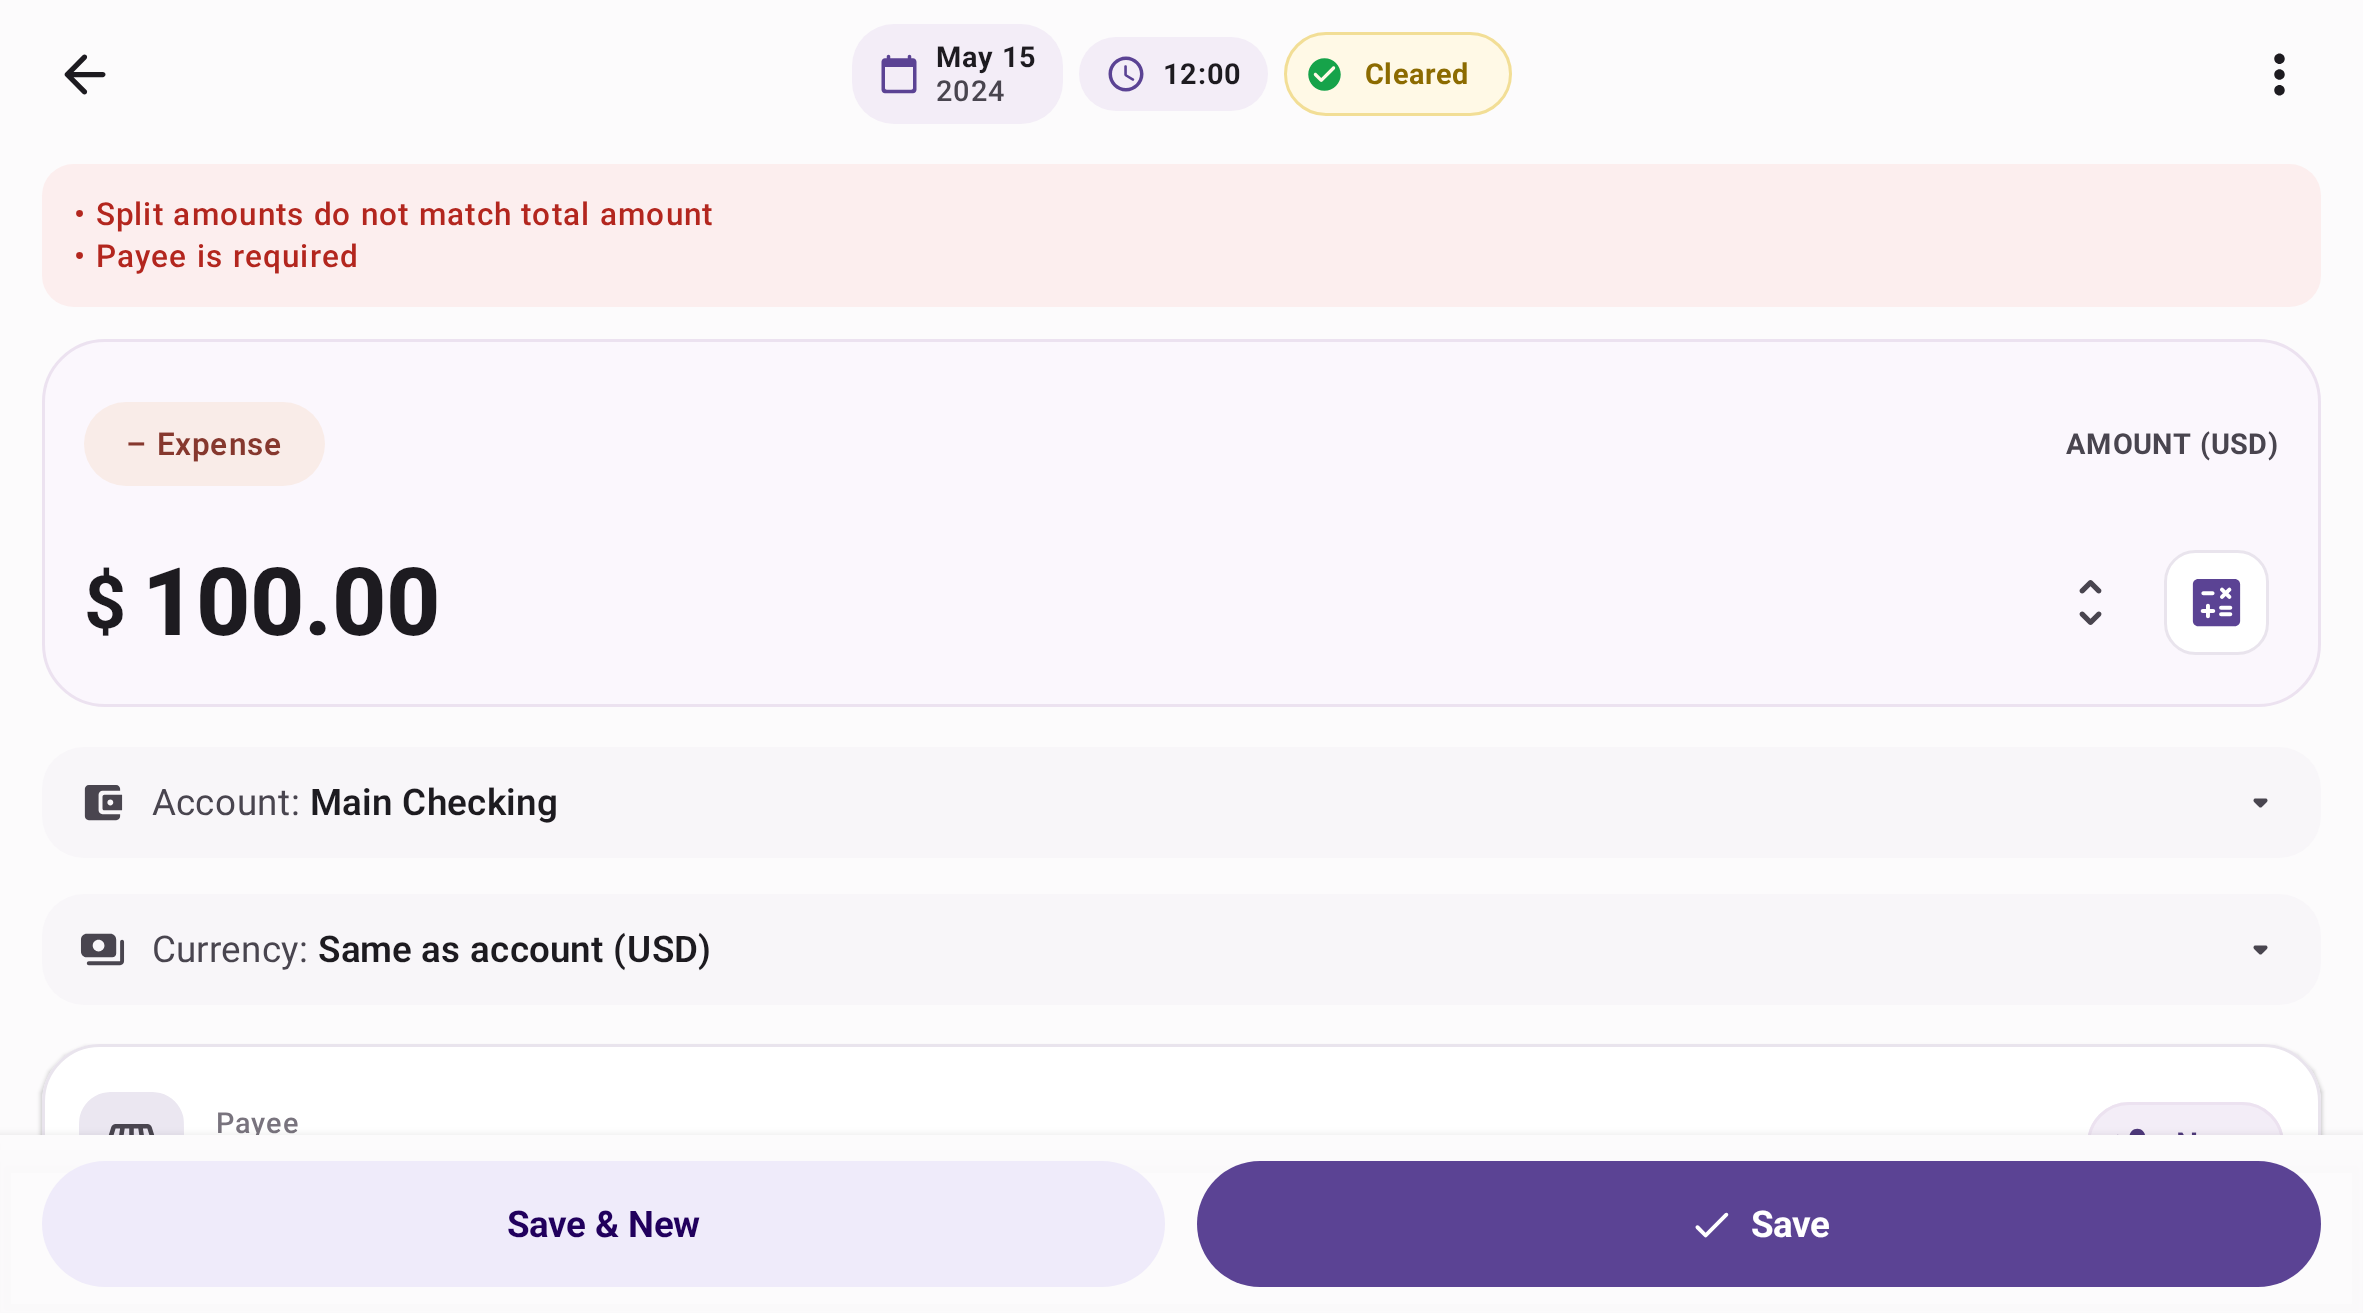 May 15
2024
12:00
Cleared
• Split amounts do not match total amount
• Payee is required
– Expense
AMOUNT (USD)
$ 100.00
Account: Main Checking
Currency: Same as account (USD)
Payee
Save & New
Save